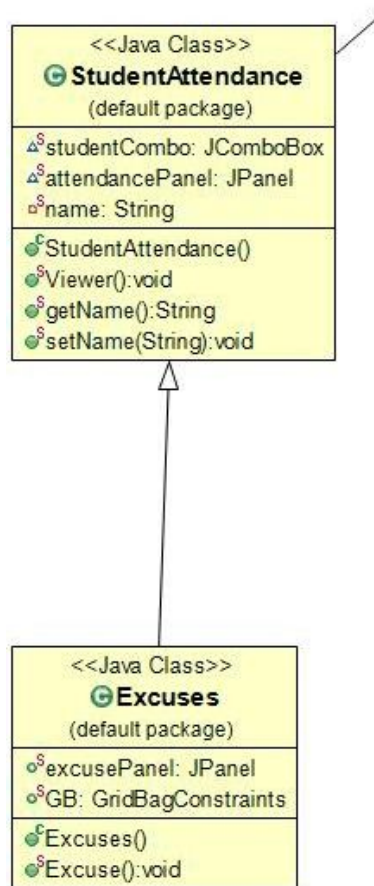 <<Java Class>>
StudentAttendance
(default package)
studentCombo: JComboBox
attendancePanel: JPanel
name: String
StudentAttendance()
Viewer():void
getName():String
setName(String):void
<<Java Class>>
Excuses
(default package)
excusePanel: JPanel
GB: GridBagConstraints
Excuses()
Excuse():void